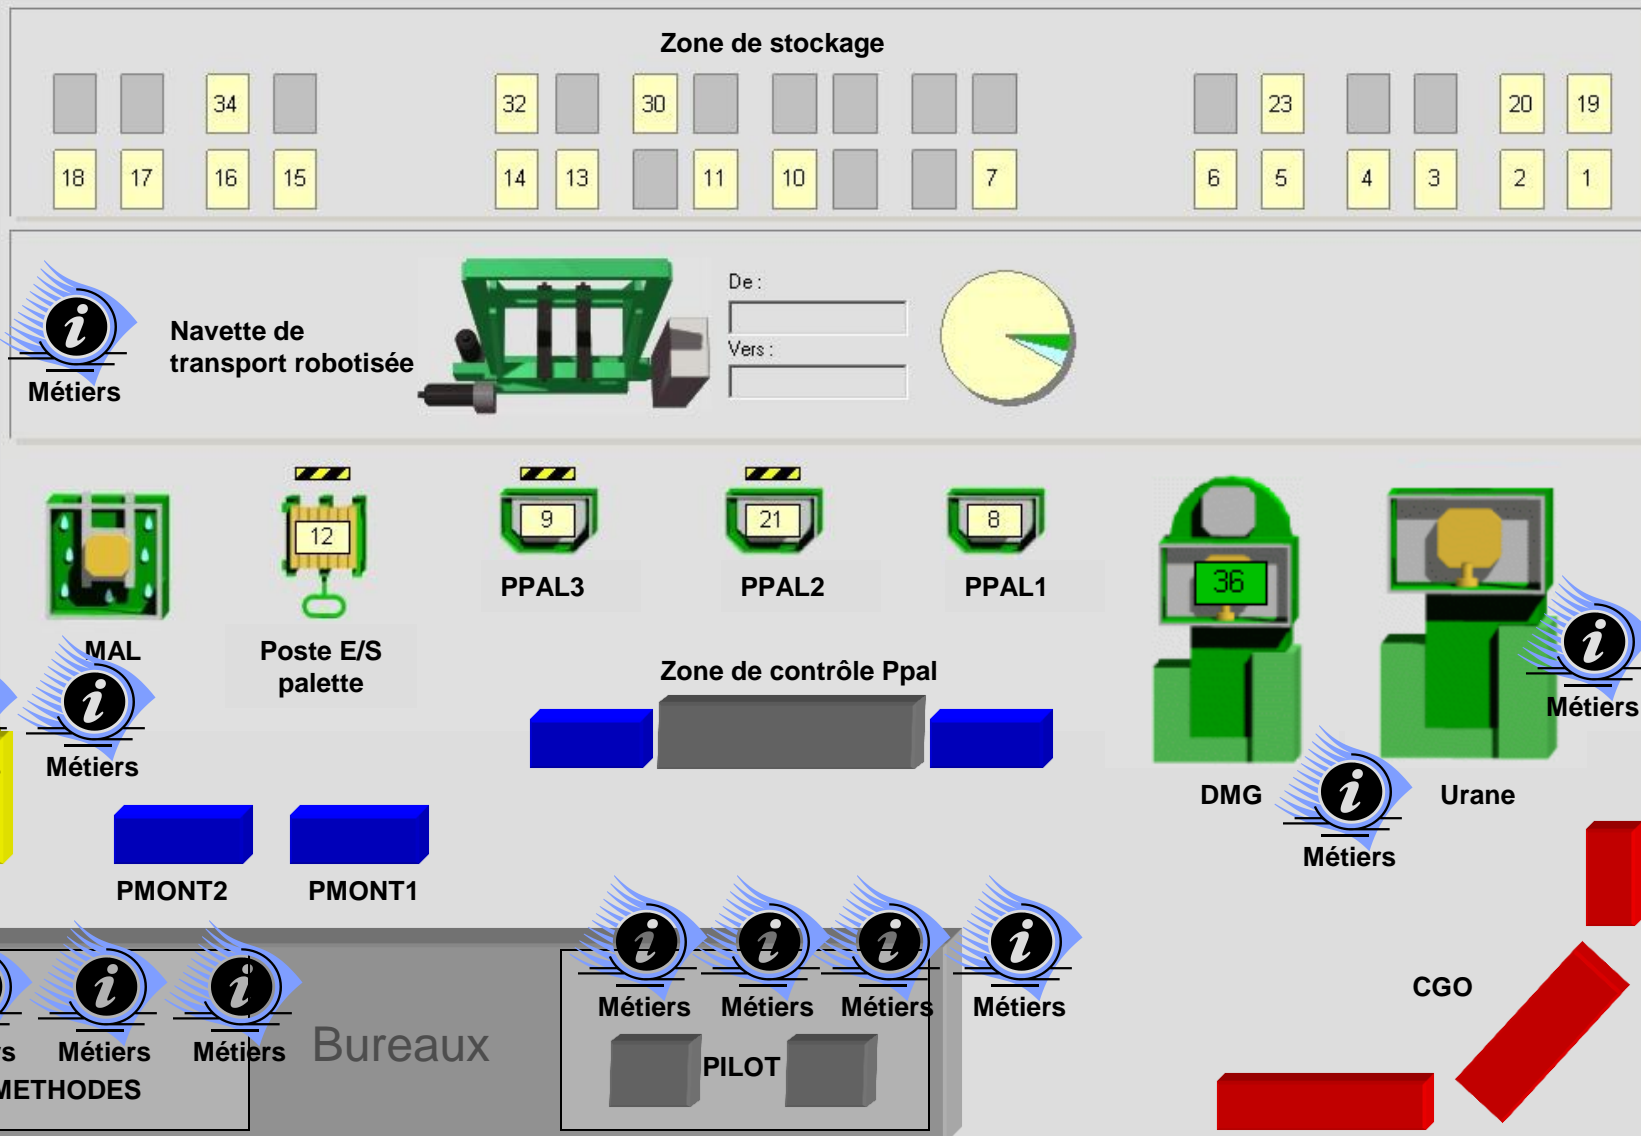 Zone de stockage
34 32 30 23 20 19
18 17 16 15 14 13 11 10 7 6 5 4 3 2 1
De :
Navette de
transport robotisée
Vers :
Métiers
12 9 21 8 36
PPAL3 PPAL2 PPAL1
MAL
Poste E/S
palette
Zone de contrôle Ppal
Métiers
Métiers
DMG Urane
Métiers
PMONT2 PMONT1
CGO
Métiers Métiers Métiers Métiers
Métiers Métiers
Bureaux
PILOT
METHODES